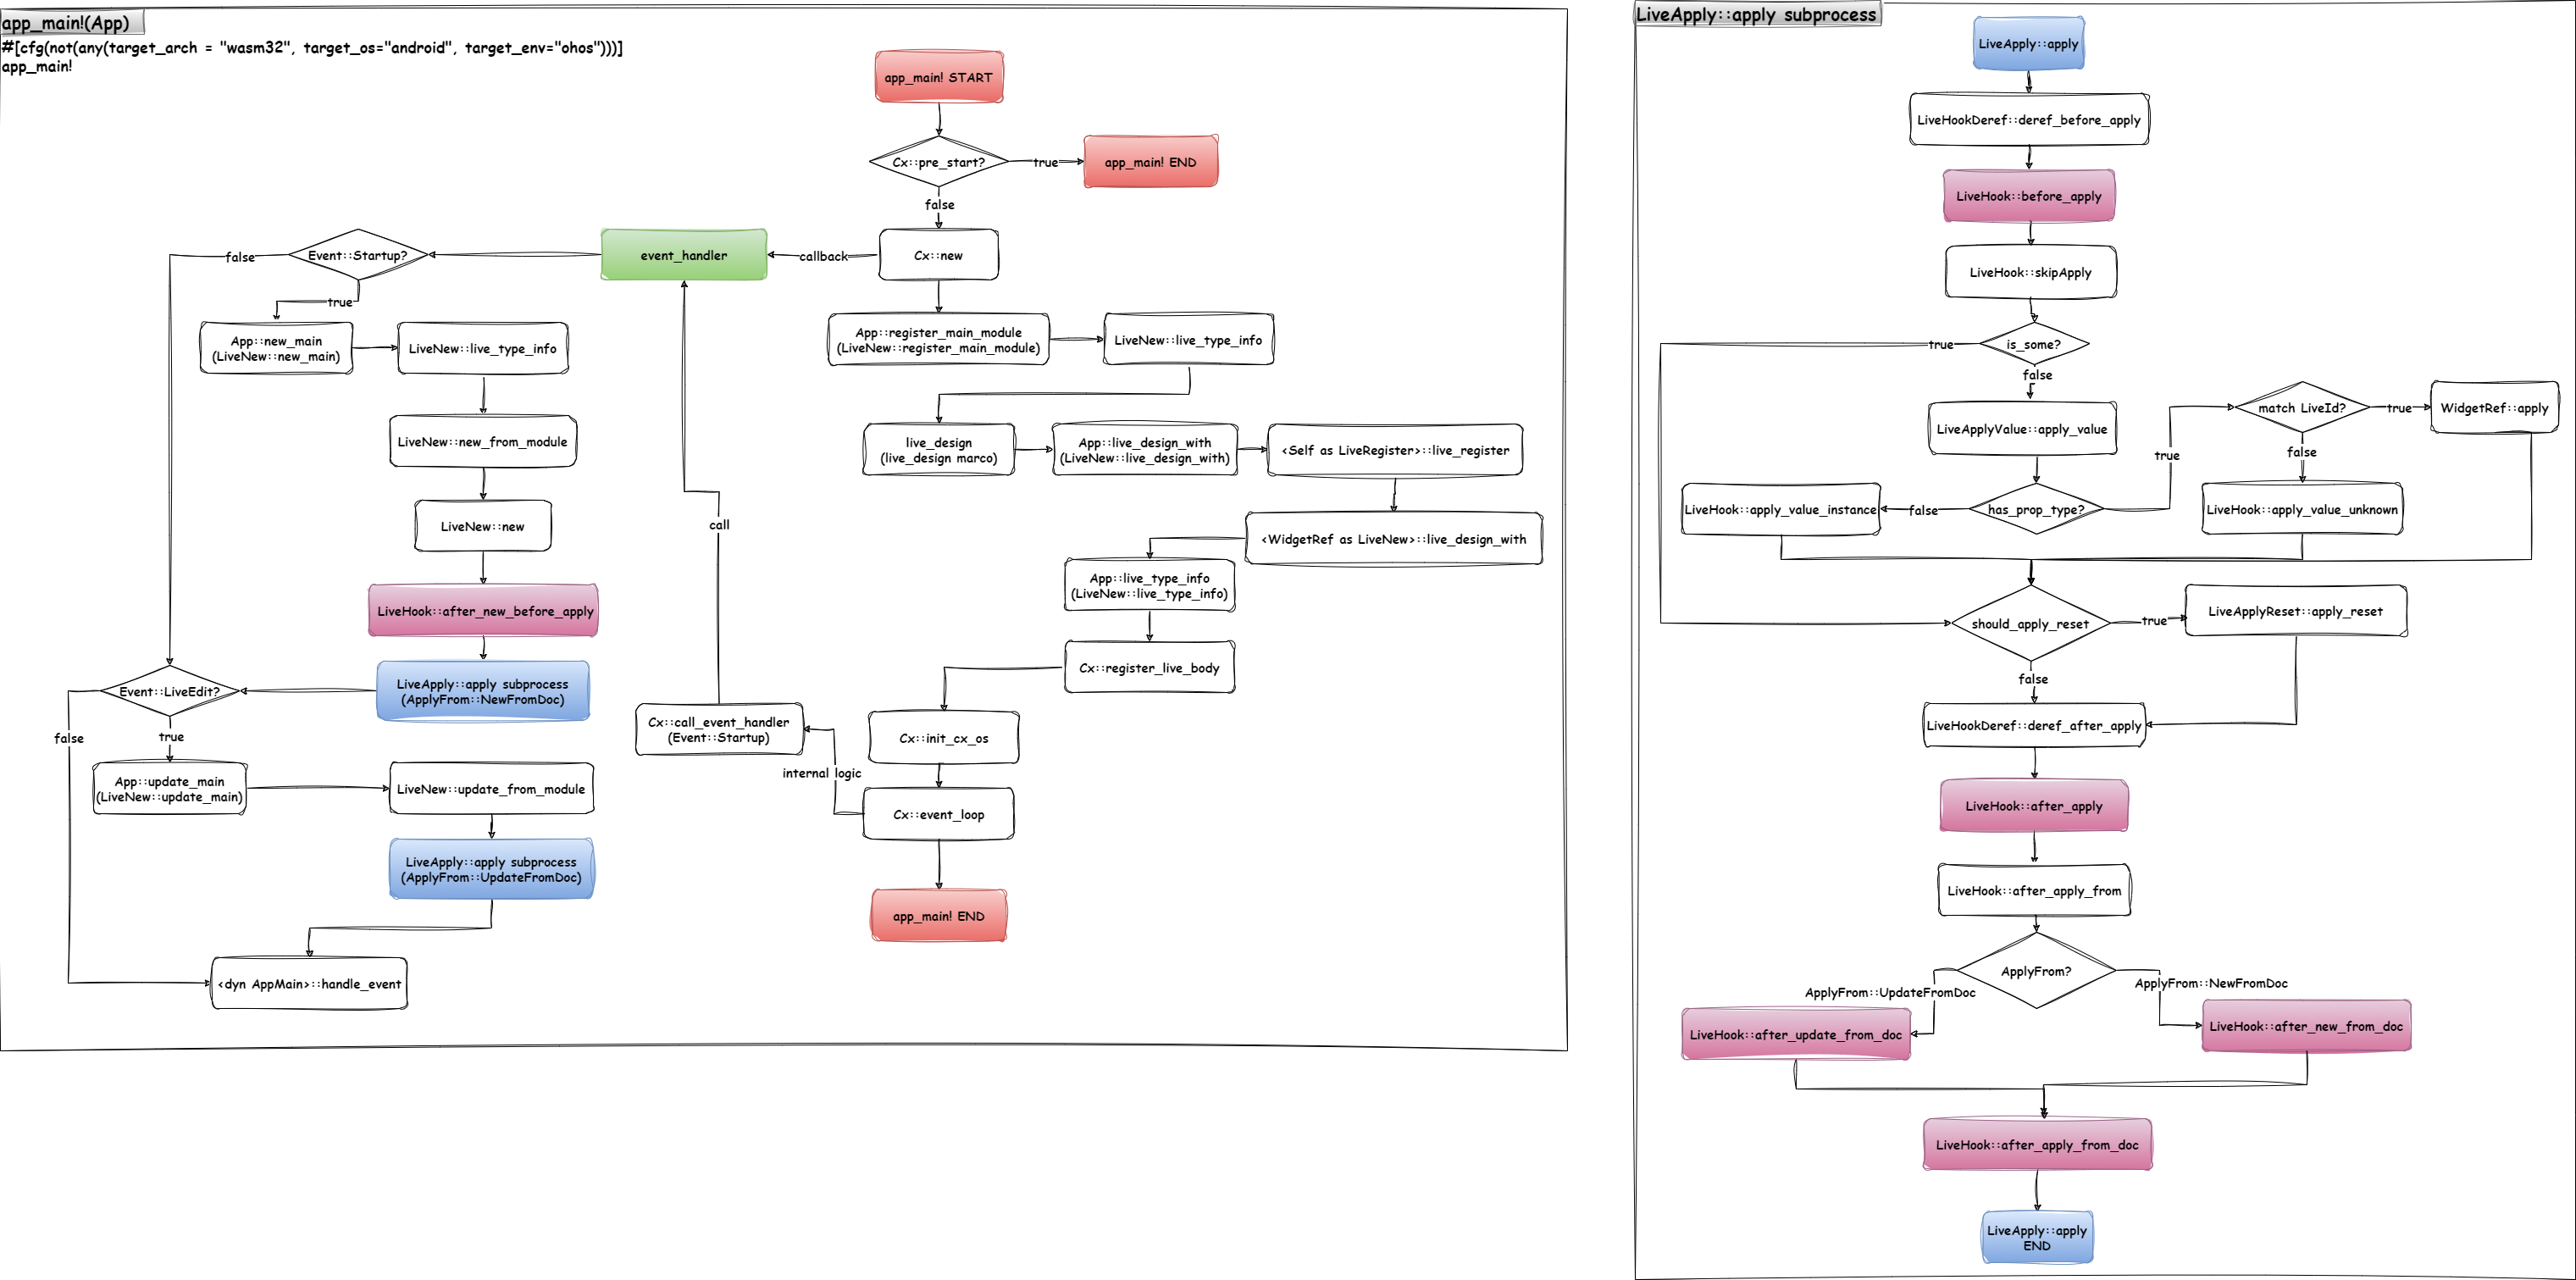 app_main!(App)
#[cfg(not(any(target_arch = "wasm32", target_os="android", target_env="ohos")))]
app_main!
app_main! START
Cx::pre_start?
true
app_main! END
false
Cx::new
callback
event_handler
Event::Startup?
false
true
App::new_main
(LiveNew::new_main)
LiveNew::live_type_info
LiveNew::new_from_module
LiveNew::new
LiveHook::after_new_before_apply
LiveApply::apply subprocess
(ApplyFrom::NewFromDoc)
Event::LiveEdit?
false
true
App::update_main
(LiveNew::update_main)
LiveNew::update_from_module
LiveApply::apply subprocess
(ApplyFrom::UpdateFromDoc)
<dyn AppMain>::handle_event
App::register_main_module
(LiveNew::register_main_module)
LiveNew::live_type_info
live_design
(live_design marco)
App::live_design_with
(LiveNew::live_design_with)
<Self as LiveRegister>::live_register
<WidgetRef as LiveNew>::live_design_with
App::live_type_info
(LiveNew::live_type_info)
Cx::register_live_body
Cx::init_cx_os
Cx::event_loop
internal logic
Cx::call_event_handler
(Event::Startup)
call
app_main! END
LiveApply::apply subprocess
LiveApply::apply
LiveHookDeref::deref_before_apply
LiveHook::before_apply
LiveHook::skipApply
is_some?
true
false
LiveApplyValue::apply_value
has_prop_type?
false
LiveHook::apply_value_instance
true
match LiveId?
true
WidgetRef::apply
false
LiveHook::apply_value_unknown
should_apply_reset
true
LiveApplyReset::apply_reset
false
LiveHookDeref::deref_after_apply
LiveHook::after_apply
LiveHook::after_apply_from
ApplyFrom?
ApplyFrom::UpdateFromDoc
ApplyFrom::NewFromDoc
LiveHook::after_update_from_doc
LiveHook::after_new_from_doc
LiveHook::after_apply_from_doc
LiveApply::apply
END